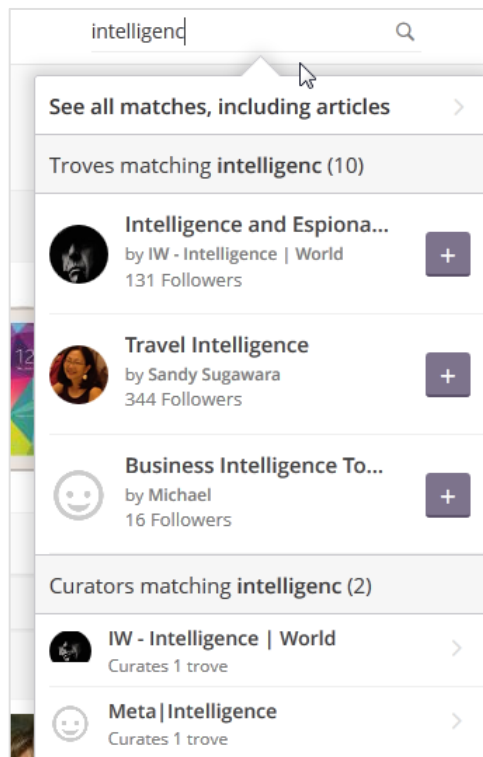 intelligenc
See all matches, including articles
Troves matching intelligenc (10)
Intelligence and Espiona...
by IW - Intelligence | World
131 Followers
+
Travel Intelligence
by Sandy Sugawara
344 Followers
+
Business Intelligence To...
by Michael
16 Followers
+
Curators matching intelligenc (2)
IW - Intelligence | World
Curates 1 trove
Meta|Intelligence
Curates 1 trove
12